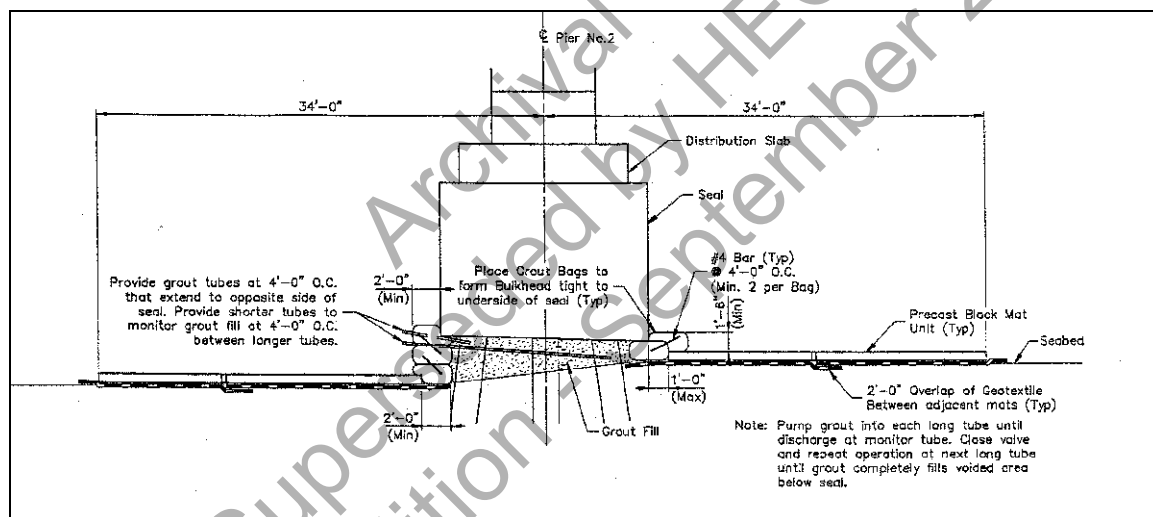 Archival
Superseded by HEC
Edition - September 2
℄ Pier No.2
34'-0"
34'-0"
Distribution Slab
Seal
#4 Bar (Typ)
@ 4'-0" O.C.
(Min. 2 per Bag)
Place Grout Bags to
form Bulkhead tight to
underside of seal (Typ)
2'-0"
(Min)
Provide grout tubes at 4'-0" O.C.
that extend to opposite side of
seal. Provide shorter tubes to
monitor grout fill at 4'-0" O.C.
between longer tubes.
1'-6"
(Min)
Precast Block Mat
Unit (Typ)
Seabed
1'-0"
(Max)
2'-0" Overlap of Geotextile
Between adjacent mats (Typ)
2'-0"
(Min)
Grout Fill
Note: Pump grout into each long tube until
discharge at monitor tube. Close valve
and repeat operation at next long tube
until grout completely fills voided area
below seal.